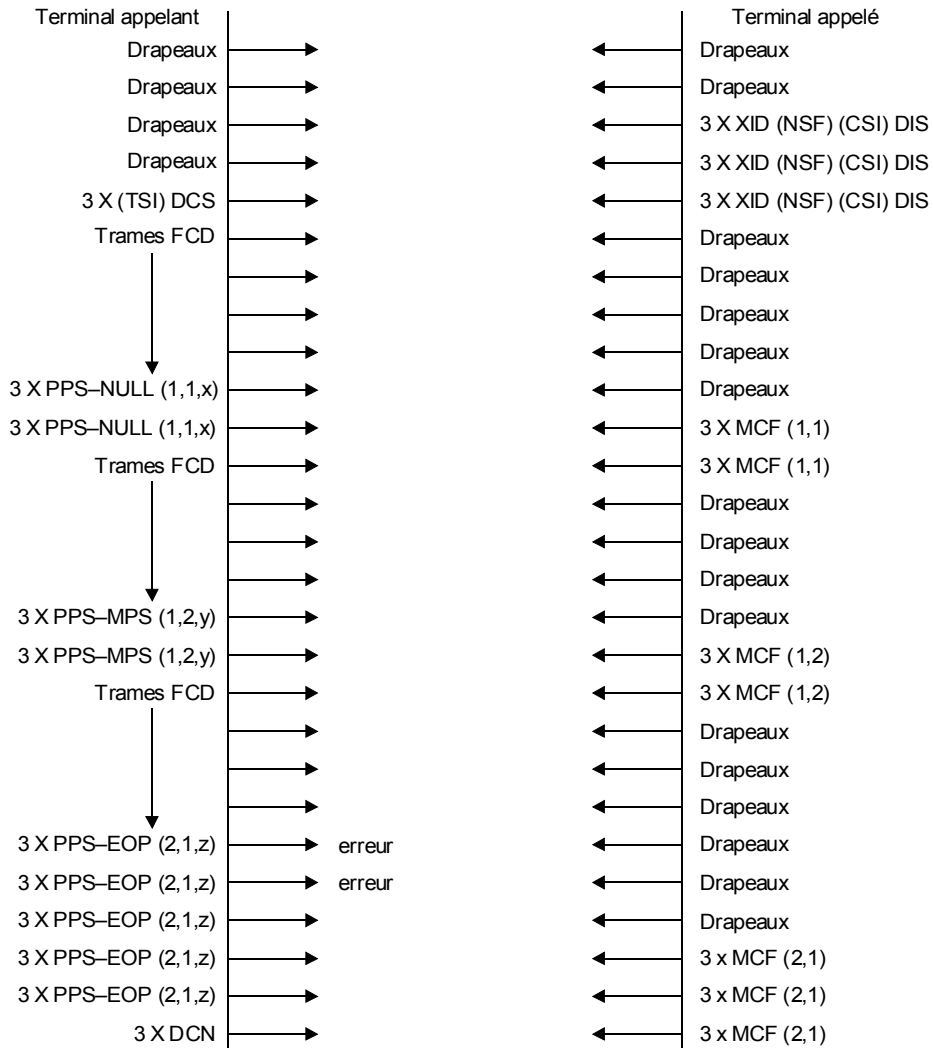 Terminal appelant Terminal appelé
Drapeaux Drapeaux
Drapeaux Drapeaux
Drapeaux 3 X XID (NSF) (CSI) DIS
Drapeaux 3 X XID (NSF) (CSI) DIS
3 X (TSI) DCS 3 X XID (NSF) (CSI) DIS
Trames FCD Drapeaux
Drapeaux
Drapeaux
Drapeaux
3 X PPS–NULL (1,1,x) Drapeaux
3 X PPS–NULL (1,1,x) 3 X MCF (1,1)
Trames FCD 3 X MCF (1,1)
Drapeaux
Drapeaux
Drapeaux
3 X PPS–MPS (1,2,y) Drapeaux
3 X PPS–MPS (1,2,y) 3 X MCF (1,2)
Trames FCD 3 X MCF (1,2)
Drapeaux
Drapeaux
Drapeaux
3 X PPS–EOP (2,1,z) erreur Drapeaux
3 X PPS–EOP (2,1,z) erreur Drapeaux
3 X PPS–EOP (2,1,z) Drapeaux
3 X PPS–EOP (2,1,z) 3 x MCF (2,1)
3 X PPS–EOP (2,1,z) 3 x MCF (2,1)
3 X DCN 3 x MCF (2,1)